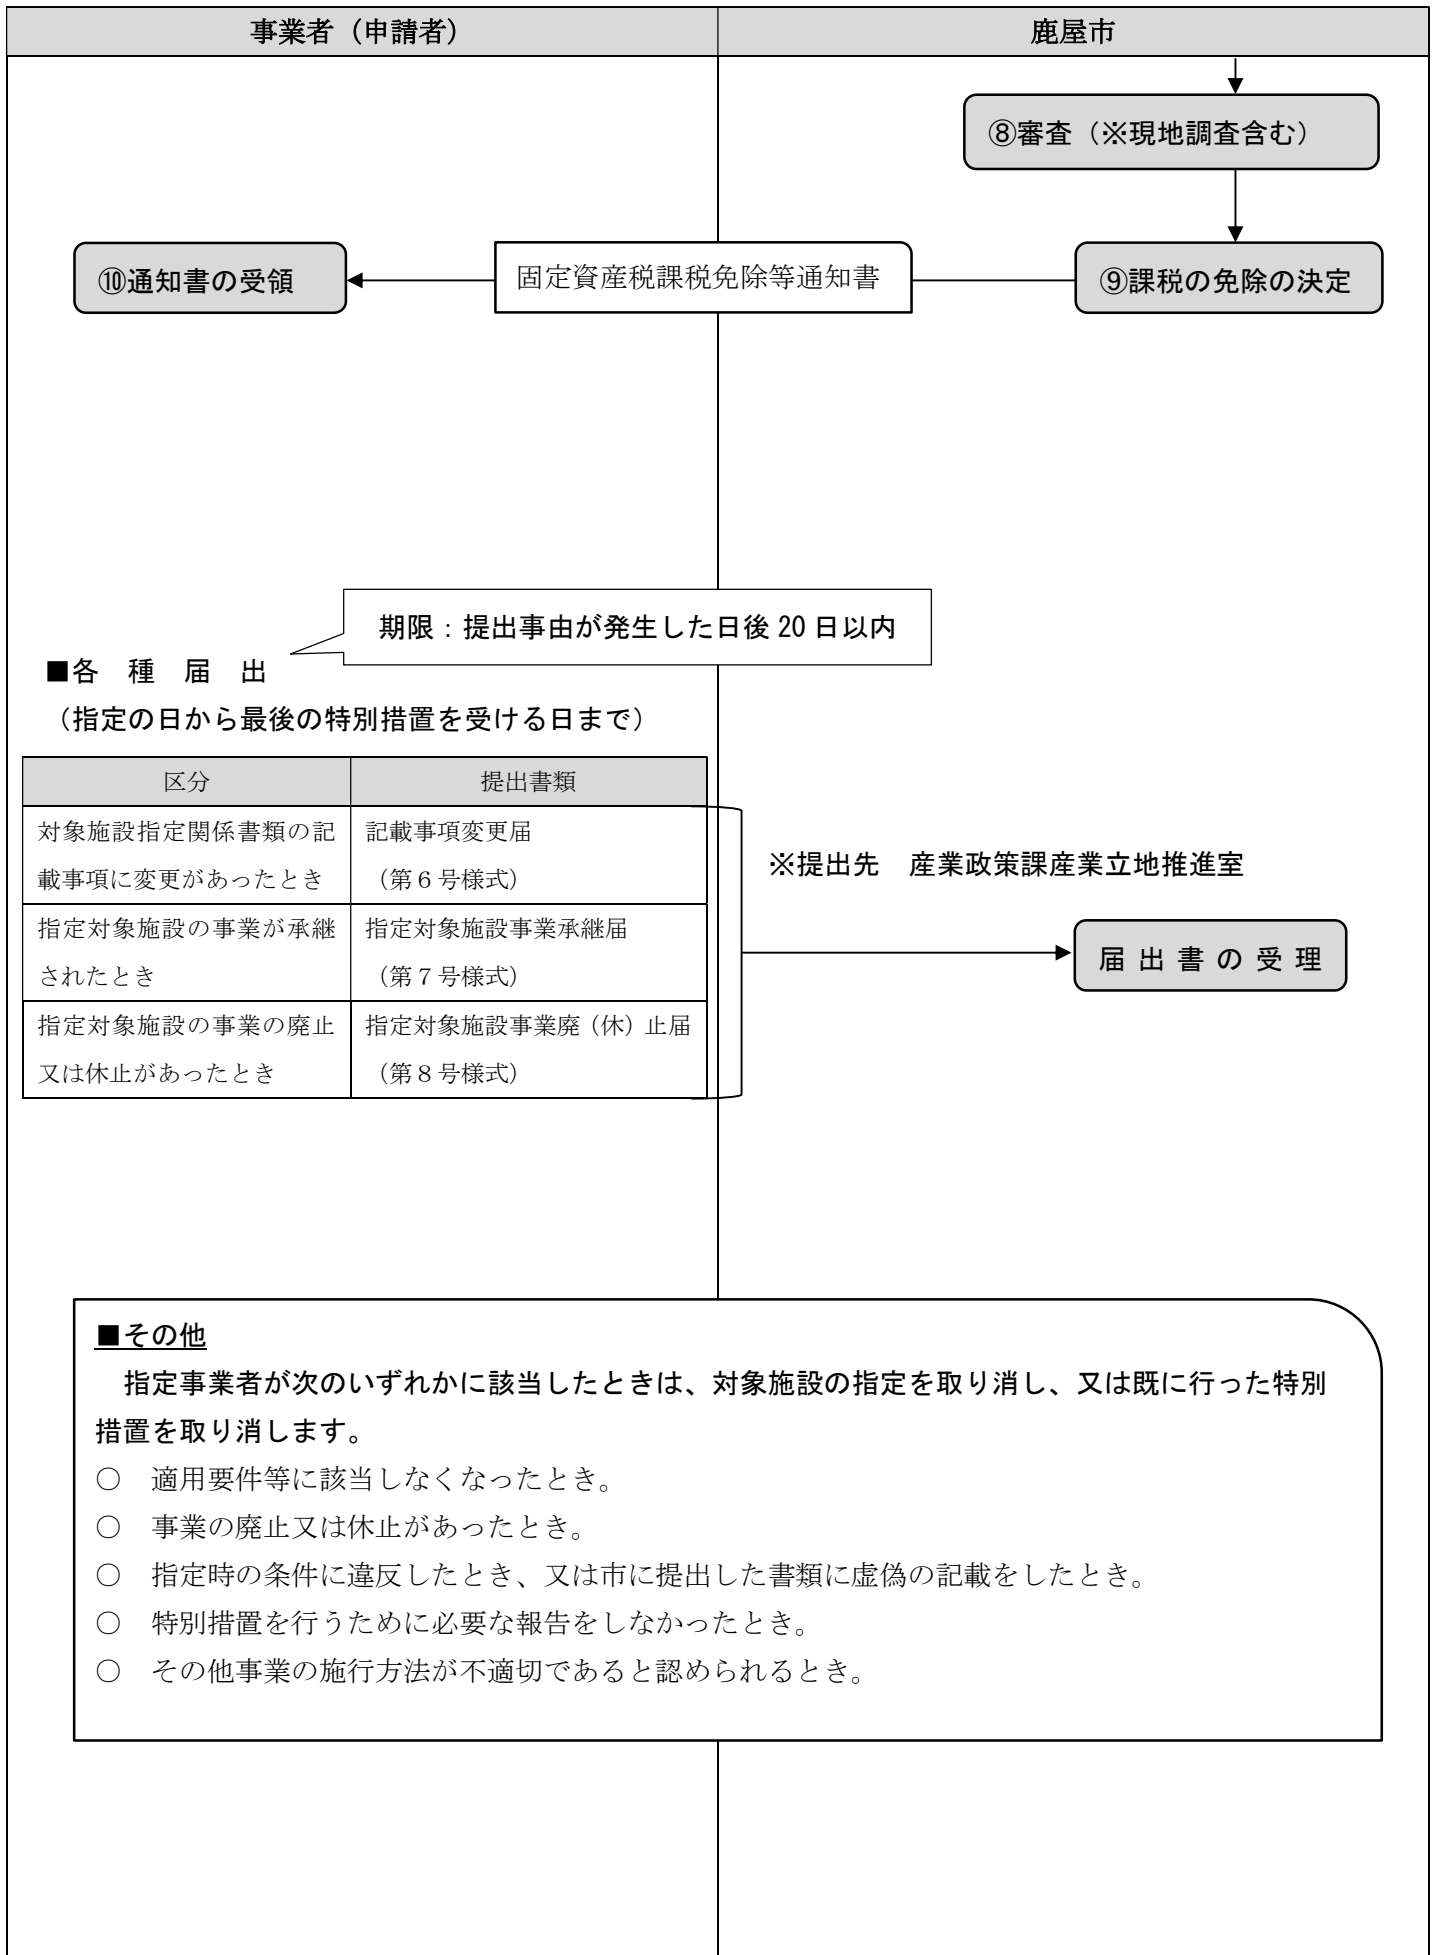 事業者（申請者）
鹿屋市
⑧審査（※現地調査含む）
⑩通知書の受領
固定資産税課税免除等通知書
⑨課税の免除の決定
期限：提出事由が発生した日後 20 日以内
■各　種　届　出
（指定の日から最後の特別措置を受ける日まで）
区分
提出書類
対象施設指定関係書類の記
載事項に変更があったとき
記載事項変更届
（第６号様式）
指定対象施設の事業が承継
されたとき
指定対象施設事業承継届
（第７号様式）
指定対象施設の事業の廃止
又は休止があったとき
指定対象施設事業廃（休）止届
（第８号様式）
※提出先　産業政策課産業立地推進室
届 出 書 の 受 理
■その他
指定事業者が次のいずれかに該当したときは、対象施設の指定を取り消し、又は既に行った特別
措置を取り消します。
○　適用要件等に該当しなくなったとき。
○　事業の廃止又は休止があったとき。
○　指定時の条件に違反したとき、又は市に提出した書類に虚偽の記載をしたとき。
○　特別措置を行うために必要な報告をしなかったとき。
○　その他事業の施行方法が不適切であると認められるとき。